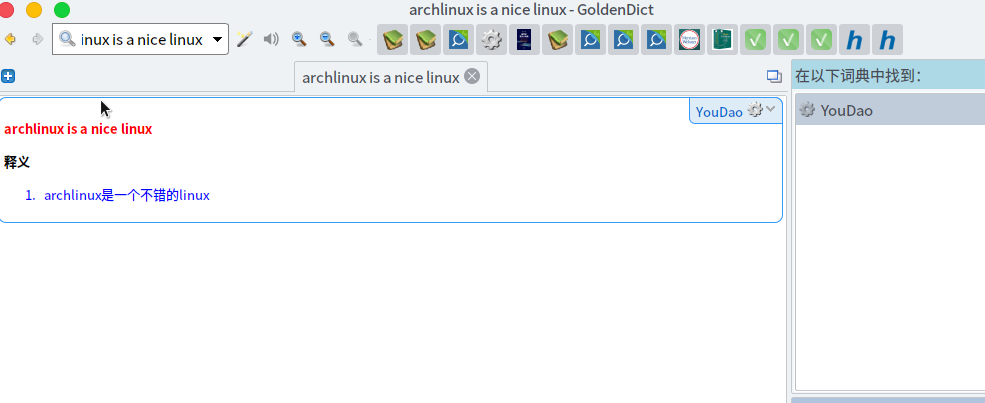 archlinux is a nice linux - GoldenDict
inux is a nice linux
archlinux is a nice linux
在以下词典中找到：
YouDao
YouDao
archlinux is a nice linux
释义
1. archlinux是一个不错的linux